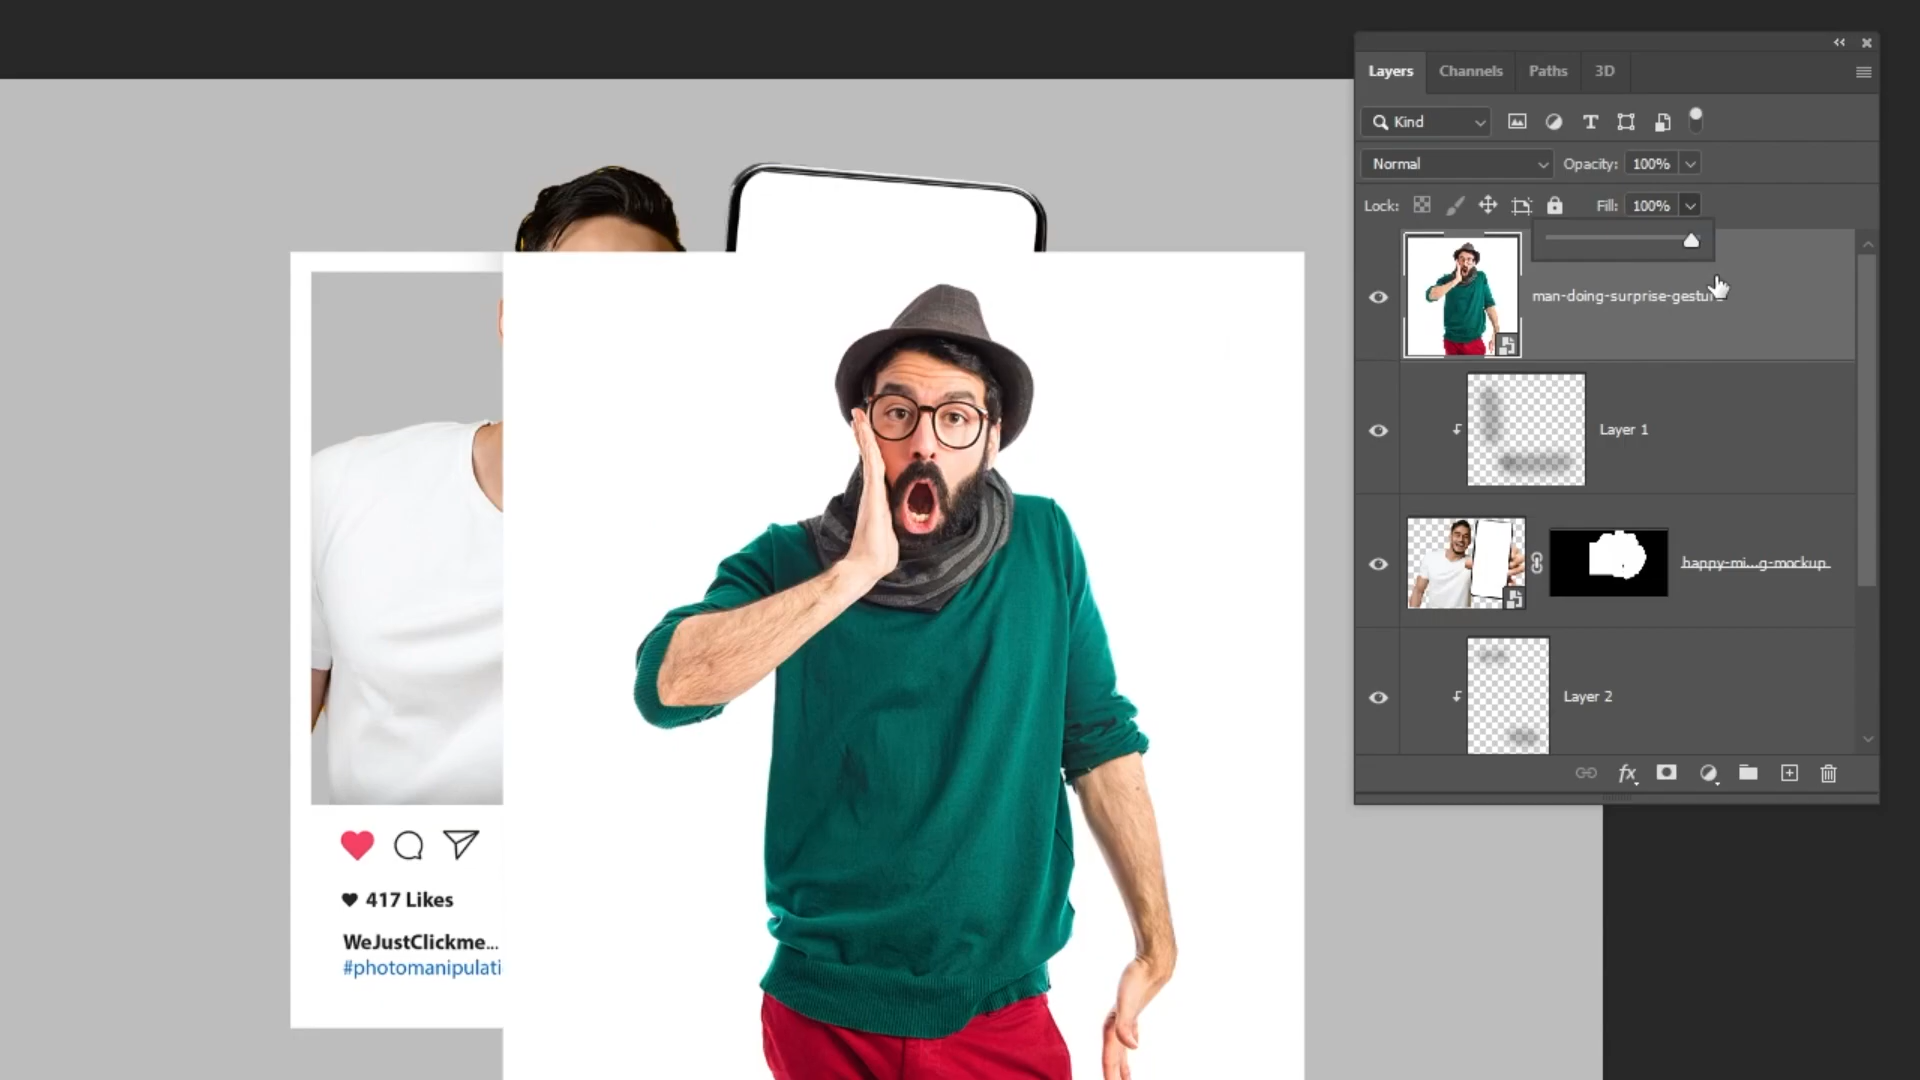 Layers Channels Paths 3D
Kind
Normal Opacity: 100%
Lock: Fill: 100%
man-doing-surprise-gestur
Layer 1
happy-mi...g-mockup
Layer 2
417 Likes
WeJustClickme...
#photomanipulati